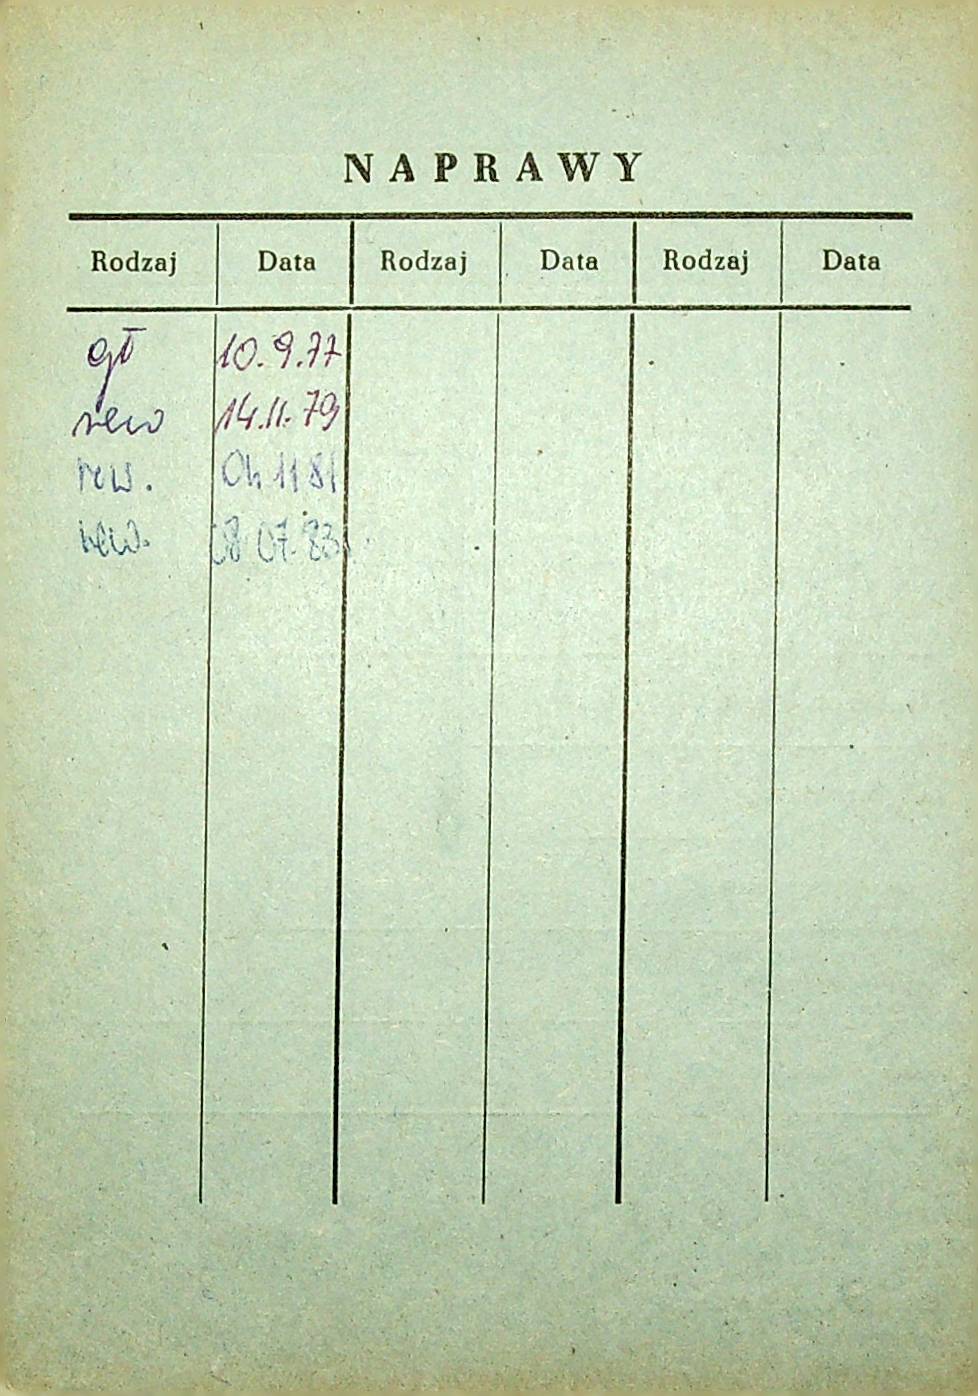 NAPRAWY
Rodzaj Data Rodzaj Data Rodzaj Data
gł 10.9.77
rew 14.11.79
rew. 04 11 81
rew. 08 07. 83